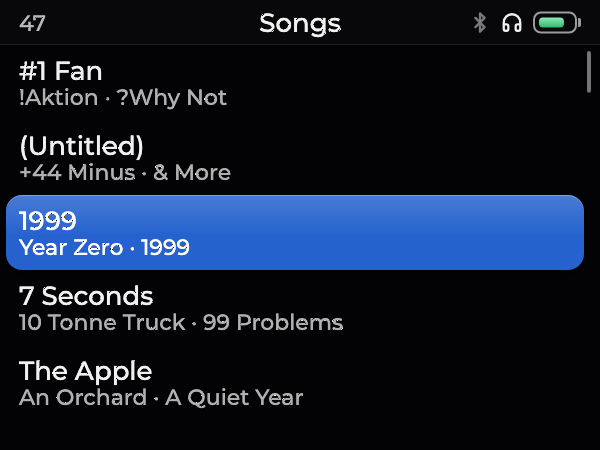 47
Songs
#1 Fan
!Aktion · ?Why Not
(Untitled)
+44 Minus · & More
1999
Year Zero · 1999
7 Seconds
10 Tonne Truck · 99 Problems
The Apple
An Orchard · A Quiet Year